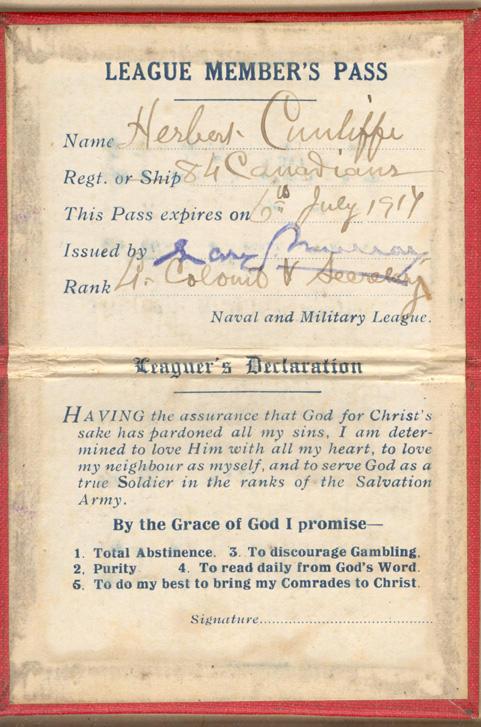 LEAGUE MEMBER'S PASS
Name Herbert Cunliffe
Regt. or Ship 84 Canadians
This Pass expires on 6th July 1917
Issued by Mary Murray
Rank Lt. Colonel & Secretary
Naval and Military League.
Leaguer's Declaration
HAVING the assurance that God for Christ's
sake has pardoned all my sins, I am deter-
mined to love Him with all my heart, to love
my neighbour as myself, and to serve God as a
true Soldier in the ranks of the Salvation
Army.
By the Grace of God I promise—
1. Total Abstinence. 3. To discourage Gambling.
2, Purity 4. To read daily from God's Word.
5. To do my best to bring my Comrades to Christ.
Signature